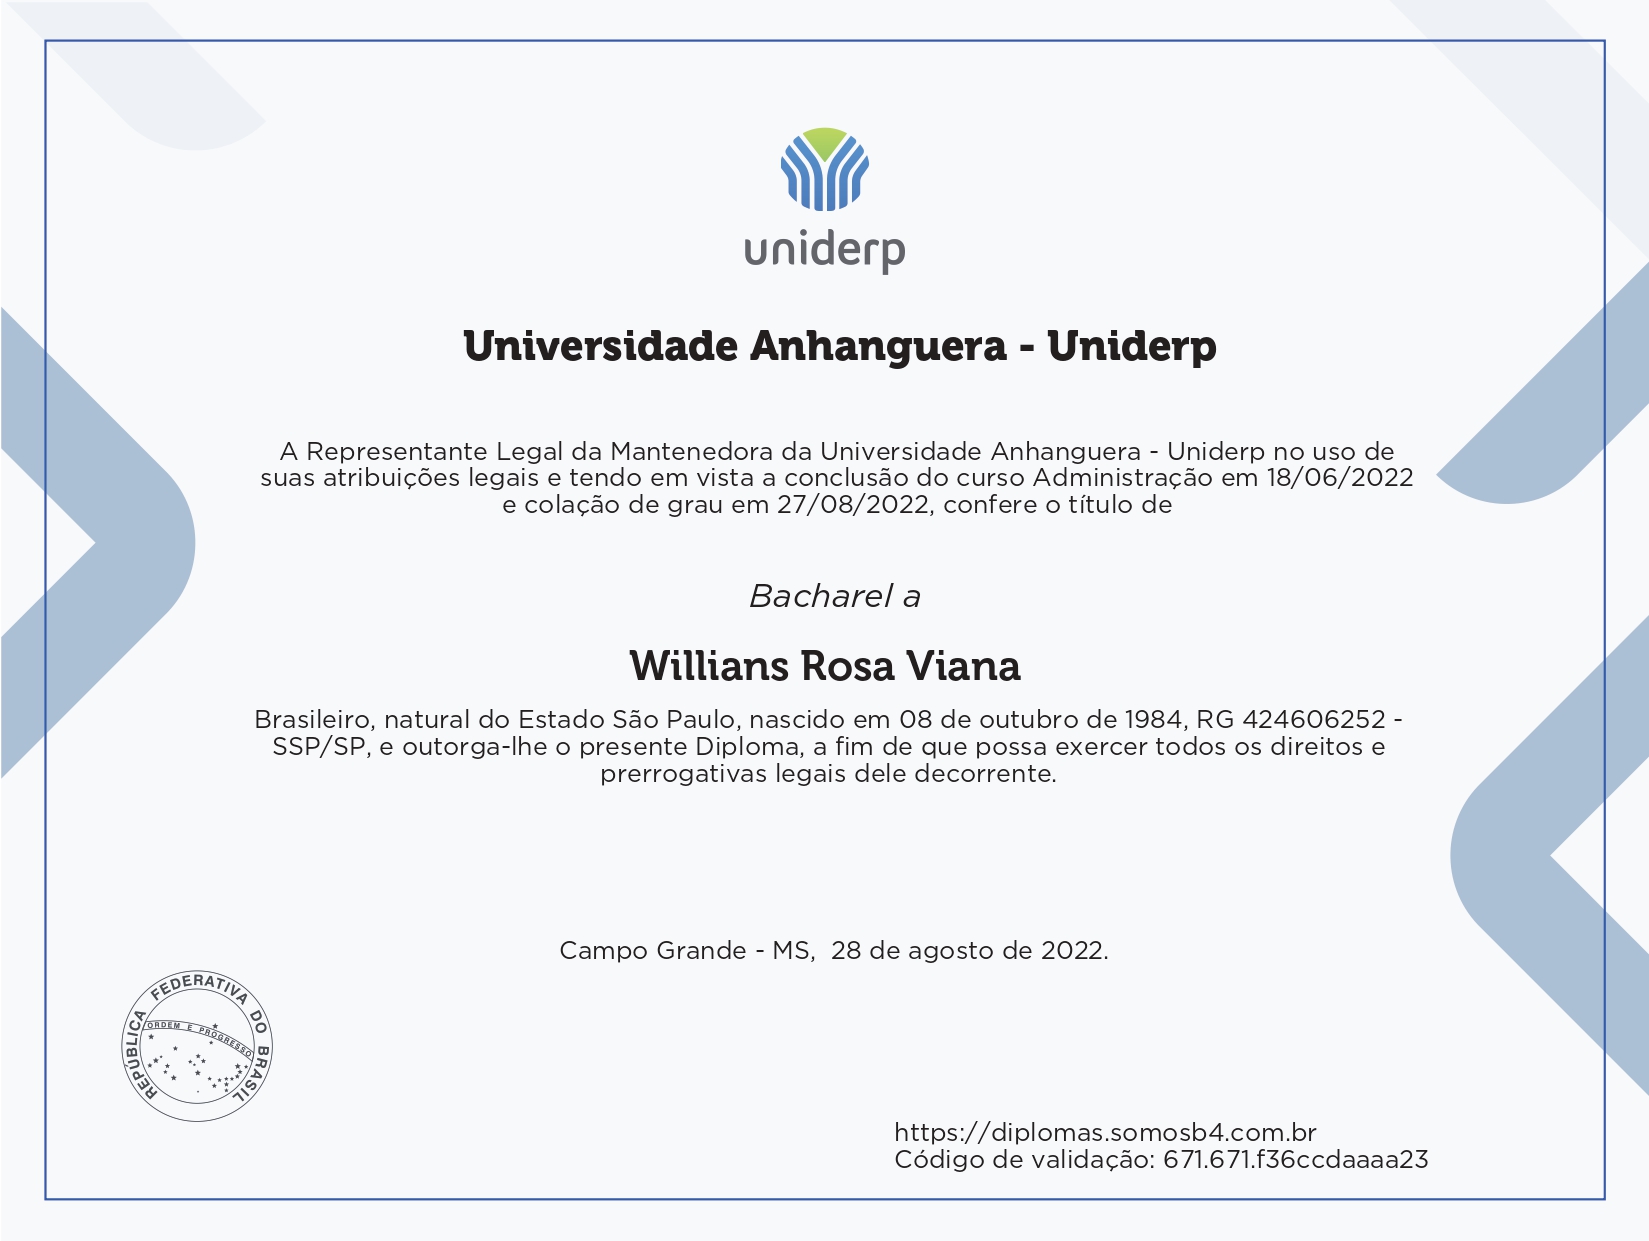 uniderp
Universidade Anhanguera - Uniderp
A Representante Legal da Mantenedora da Universidade Anhanguera - Uniderp no uso de
suas atribuições legais e tendo em vista a conclusão do curso Administração em 18/06/2022
e colação de grau em 27/08/2022, confere o título de
Bacharel a
Willians Rosa Viana
Brasileiro, natural do Estado São Paulo, nascido em 08 de outubro de 1984, RG 424606252 -
SSP/SP, e outorga-lhe o presente Diploma, a fim de que possa exercer todos os direitos e
prerrogativas legais dele decorrente.
Campo Grande - MS,  28 de agosto de 2022.
REPÚBLICA FEDERATIVA DO BRASIL
ORDEM E PROGRESSO
https://diplomas.somosb4.com.br
Código de validação: 671.671.f36ccdaaaa23